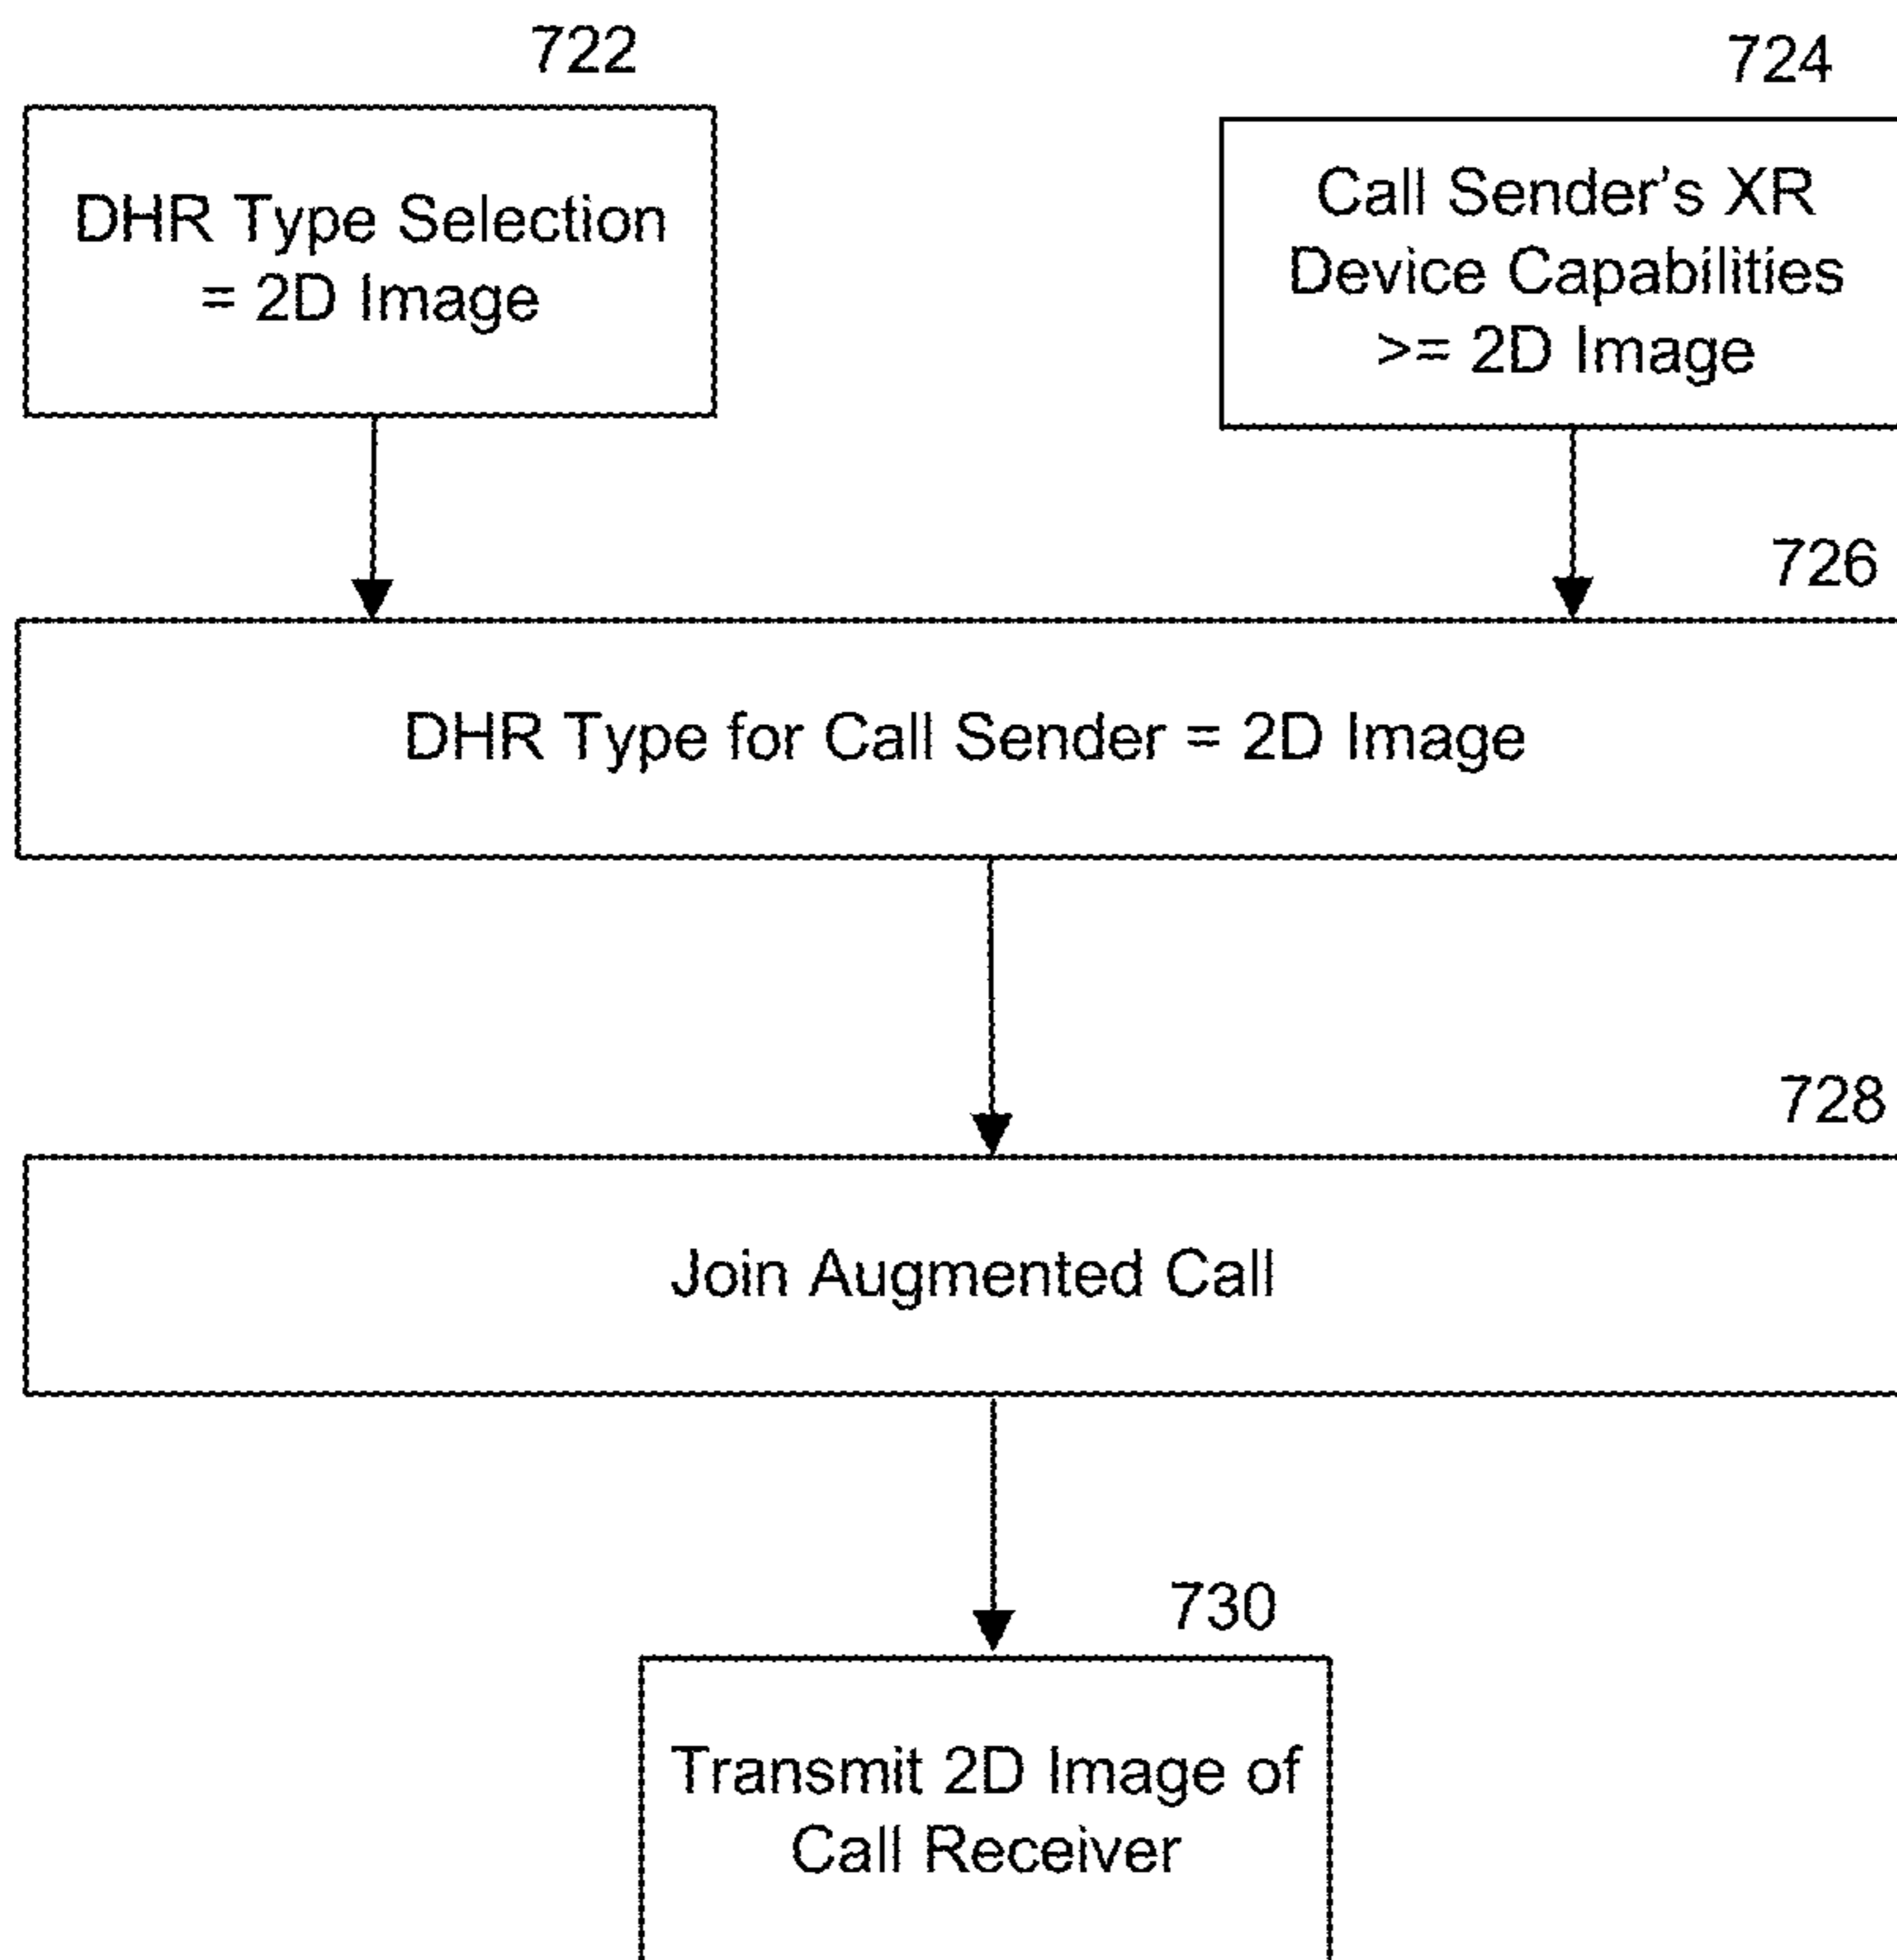 722
724
DHR Type Selection
= 2D Image
Call Sender's XR
Device Capabilities
>= 2D Image
726
DHR Type for Call Sender = 2D Image
728
Join Augmented Call
730
Transmit 2D Image of
Call Receiver